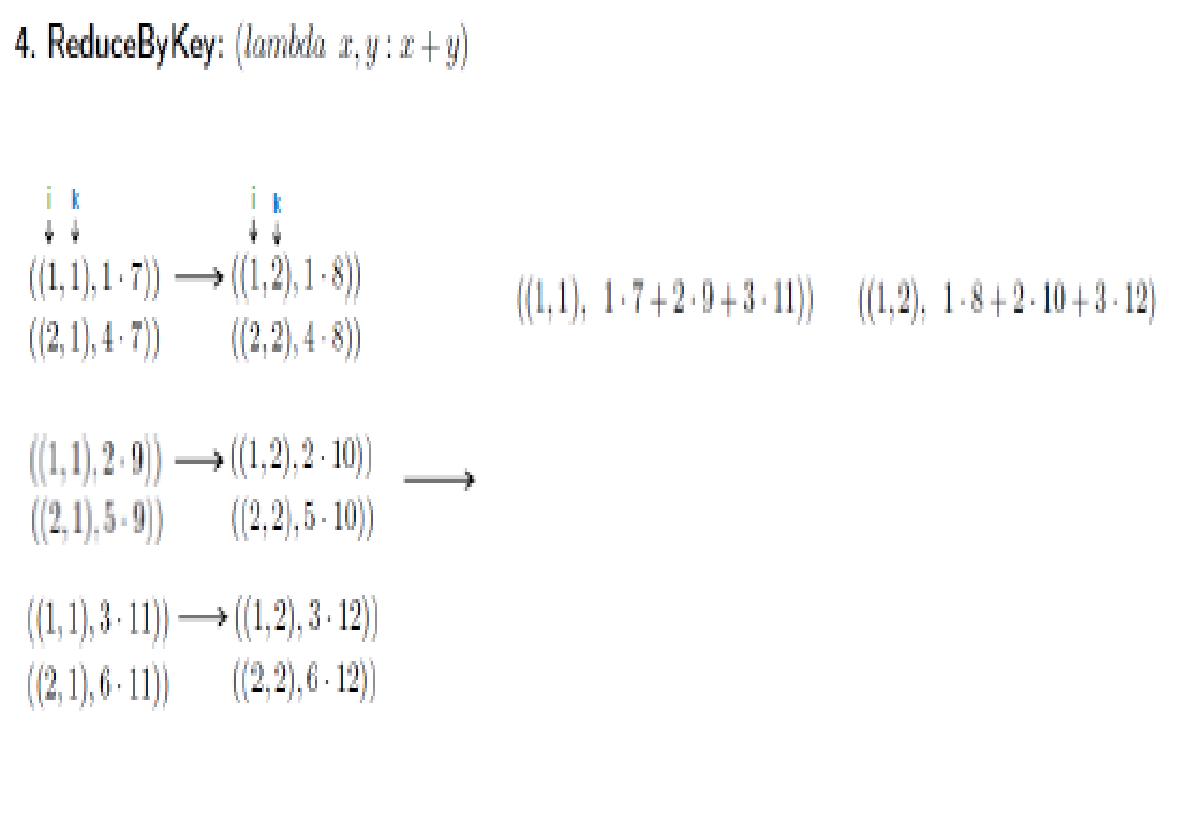 4. ReduceByKey: (lambda x, y : x + y)
i k i k
↓ ↓ ↓ ↓
((1, 1), 1 · 7)) ⟶ ((1, 2), 1 · 8))
((1, 1), 1 · 7 + 2 · 9 + 3 · 11)) ((1, 2), 1 · 8 + 2 · 10 + 3 · 12)
((2, 1), 4 · 7)) ((2, 2), 4 · 8))
((1, 1), 2 · 9)) ⟶ ((1, 2), 2 · 10)) ⟶
((2, 1), 5 · 9)) ((2, 2), 5 · 10))
((1, 1), 3 · 11)) ⟶ ((1, 2), 3 · 12))
((2, 1), 6 · 11)) ((2, 2), 6 · 12))